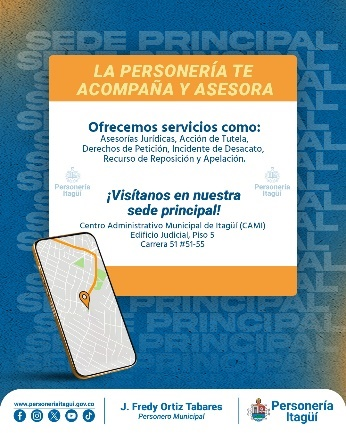 SEDE PRINCIPAL
LA PERSONERÍA TE
ACOMPAÑA Y ASESORA
Ofrecemos servicios como:
Asesorías Jurídicas, Acción de Tutela,
Derechos de Petición, Incidente de Desacato,
Recurso de Reposición y Apelación.
Personería
Itagüí
Personería
Itagüí
¡Visítanos en nuestra
sede principal!
Centro Administrativo Municipal de Itagüí (CAMI)
Edificio Judicial, Piso 5
Carrera 51 #51-55
SEDE PRINCIPAL
www.personeriaitagui.gov.co
J. Fredy Ortiz Tabares
Personero Municipal
Personería
Itagüí